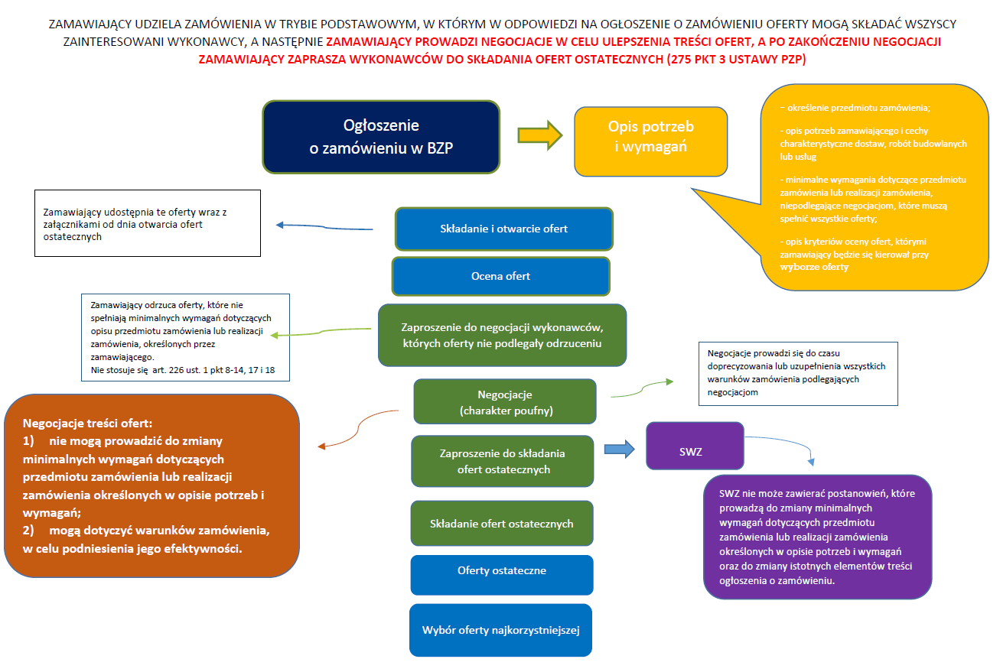 ZAMAWIAJĄCY UDZIELA ZAMÓWIENIA W TRYBIE PODSTAWOWYM, W KTÓRYM W ODPOWIEDZI NA OGŁOSZENIE O ZAMÓWIENIU OFERTY MOGĄ SKŁADAĆ WSZYSCY
ZAINTERESOWANI WYKONAWCY, A NASTĘPNIE ZAMAWIAJĄCY PROWADZI NEGOCJACJE W CELU ULEPSZENIA TREŚCI OFERT, A PO ZAKOŃCZENIU NEGOCJACJI
ZAMAWIAJĄCY ZAPRASZA WYKONAWCÓW DO SKŁADANIA OFERT OSTATECZNYCH (275 PKT 3 USTAWY PZP)
Ogłoszenie
o zamówieniu w BZP
Opis potrzeb
i wymagań
– określenie przedmiotu zamówienia;
- opis potrzeb zamawiającego i cechy
charakterystyczne dostaw, robót budowlanych
lub usług
- minimalne wymagania dotyczące przedmiotu
zamówienia lub realizacji zamówienia,
niepodlegające negocjacjom, które muszą
spełnić wszystkie oferty;
- opis kryteriów oceny ofert, którymi
zamawiający będzie się kierował przy
wyborze oferty
Zamawiający udostępnia te oferty wraz z
załącznikami od dnia otwarcia ofert
ostatecznych
Składanie i otwarcie ofert
Ocena ofert
Zamawiający odrzuca oferty, które nie
spełniają minimalnych wymagań dotyczących
opisu przedmiotu zamówienia lub realizacji
zamówienia, określonych przez
zamawiającego.
Nie stosuje się art. 226 ust. 1 pkt 8-14, 17 i 18
Zaproszenie do negocjacji wykonawców,
których oferty nie podlegały odrzuceniu
Negocjacje prowadzi się do czasu
doprecyzowania lub uzupełnienia wszystkich
warunków zamówienia podlegających
negocjacjom
Negocjacje
(charakter poufny)
Negocjacje treści ofert:
1) nie mogą prowadzić do zmiany
minimalnych wymagań dotyczących
przedmiotu zamówienia lub realizacji
zamówienia określonych w opisie potrzeb i
wymagań;
2) mogą dotyczyć warunków zamówienia,
w celu podniesienia jego efektywności.
Zaproszenie do składania
ofert ostatecznych
SWZ
SWZ nie może zawierać postanowień, które
prowadzą do zmiany minimalnych
wymagań dotyczących przedmiotu
zamówienia lub realizacji zamówienia
określonych w opisie potrzeb i wymagań
oraz do zmiany istotnych elementów treści
ogłoszenia o zamówieniu.
Składanie ofert ostatecznych
Oferty ostateczne
Wybór oferty najkorzystniejszej